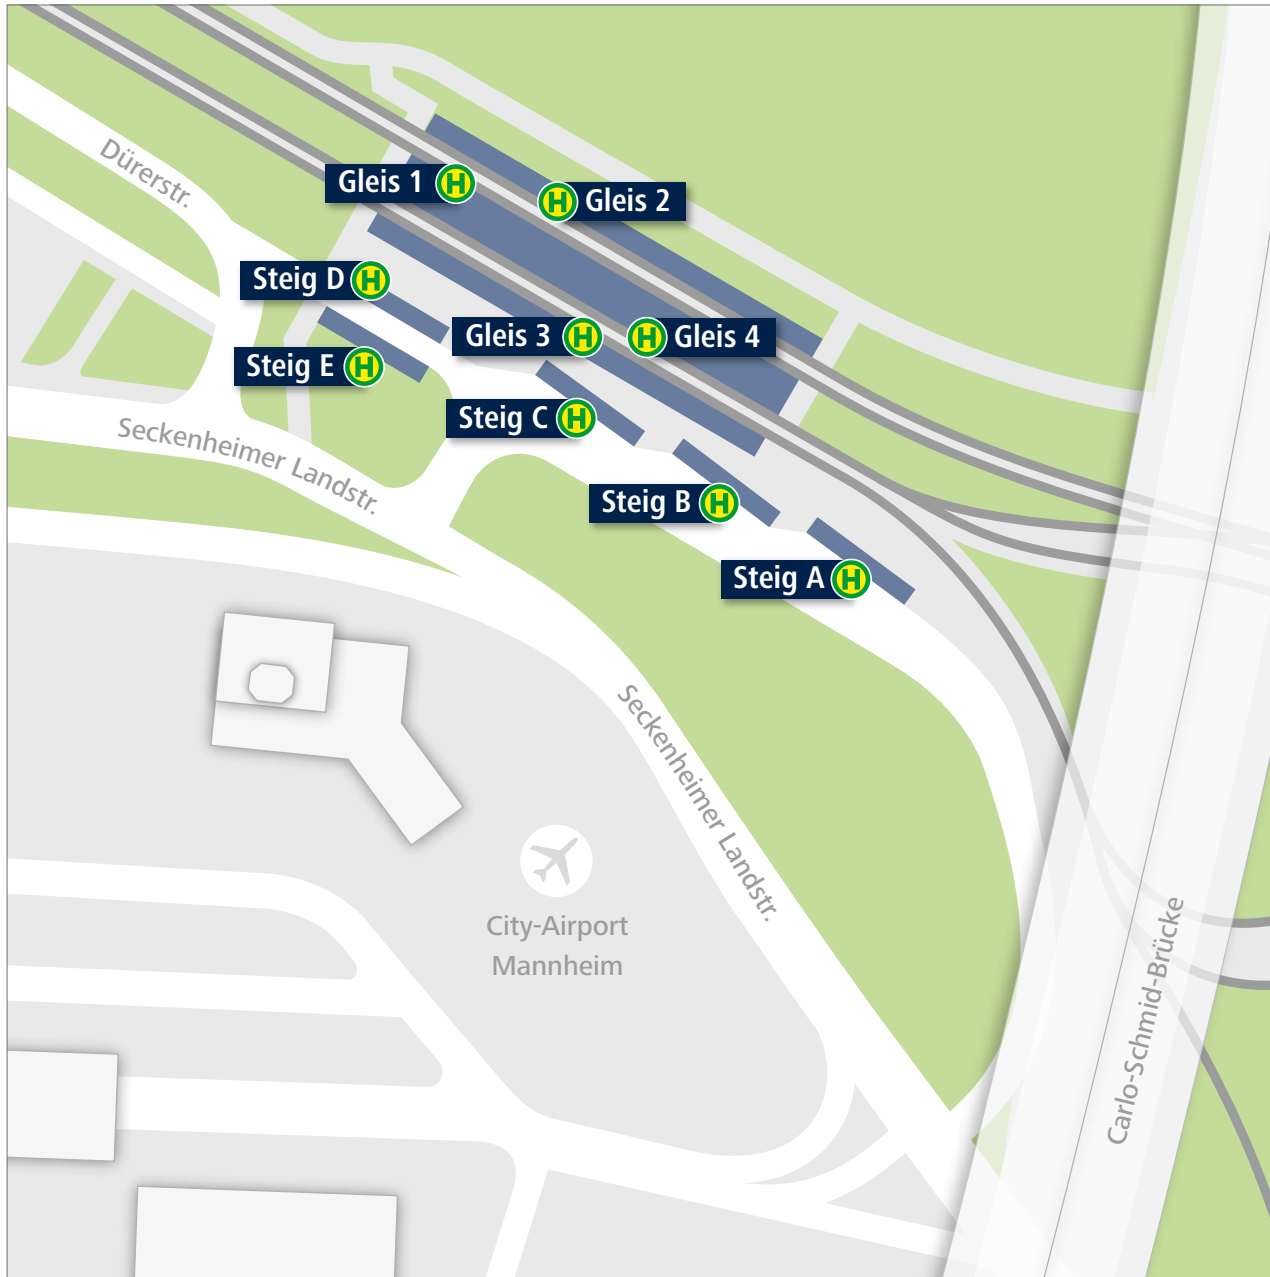 Dürerstr.
Gleis 1 H
H Gleis 2
Steig D H
Gleis 3 H
H Gleis 4
Steig E H
Steig C H
Seckenheimer Landstr.
Steig B H
Steig A H
Seckenheimer Landstr.
City-Airport
Mannheim
Carlo-Schmid-Brücke